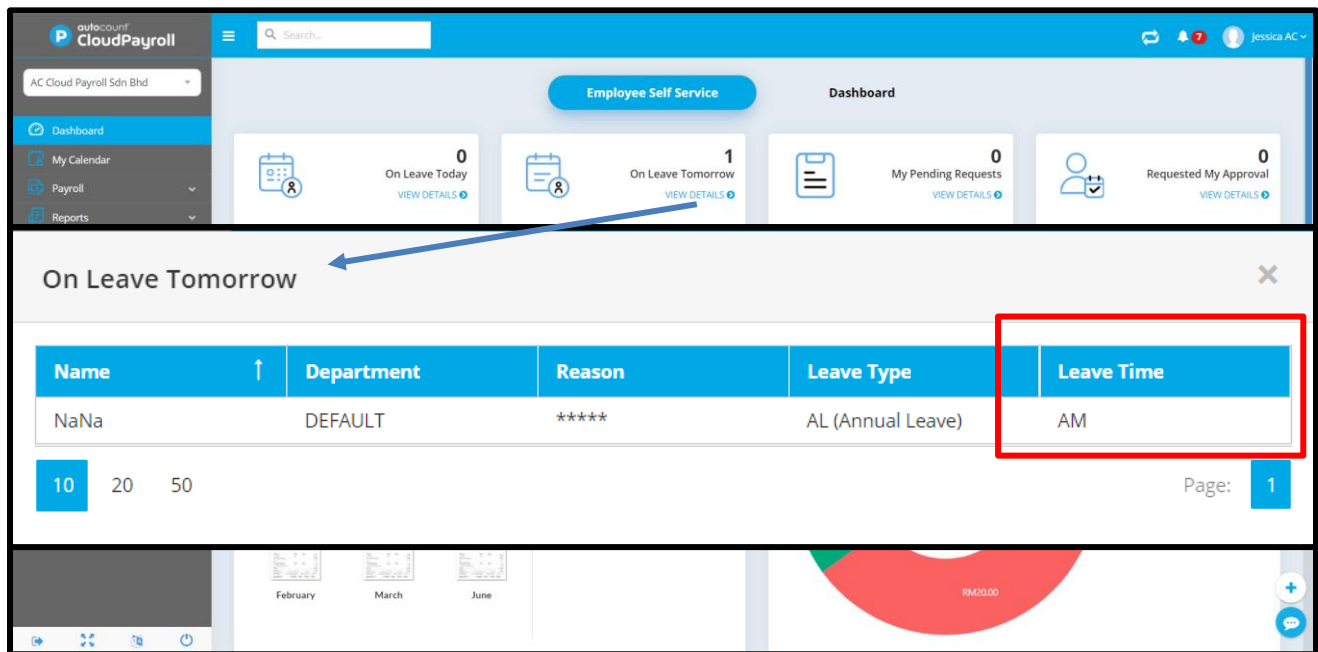 autocount
CloudPayroll
Search...
7
Jessica AC
AC Cloud Payroll Sdn Bhd
Employee Self Service
Dashboard
Dashboard
My Calendar
Payroll
Reports
0
On Leave Today
VIEW DETAILS
1
On Leave Tomorrow
VIEW DETAILS
0
My Pending Requests
VIEW DETAILS
0
Requested My Approval
VIEW DETAILS
On Leave Tomorrow
Name ↑ Department Reason Leave Type Leave Time
NaNa DEFAULT ***** AL (Annual Leave) AM
10 20 50 Page: 1
February March June
RM20.00